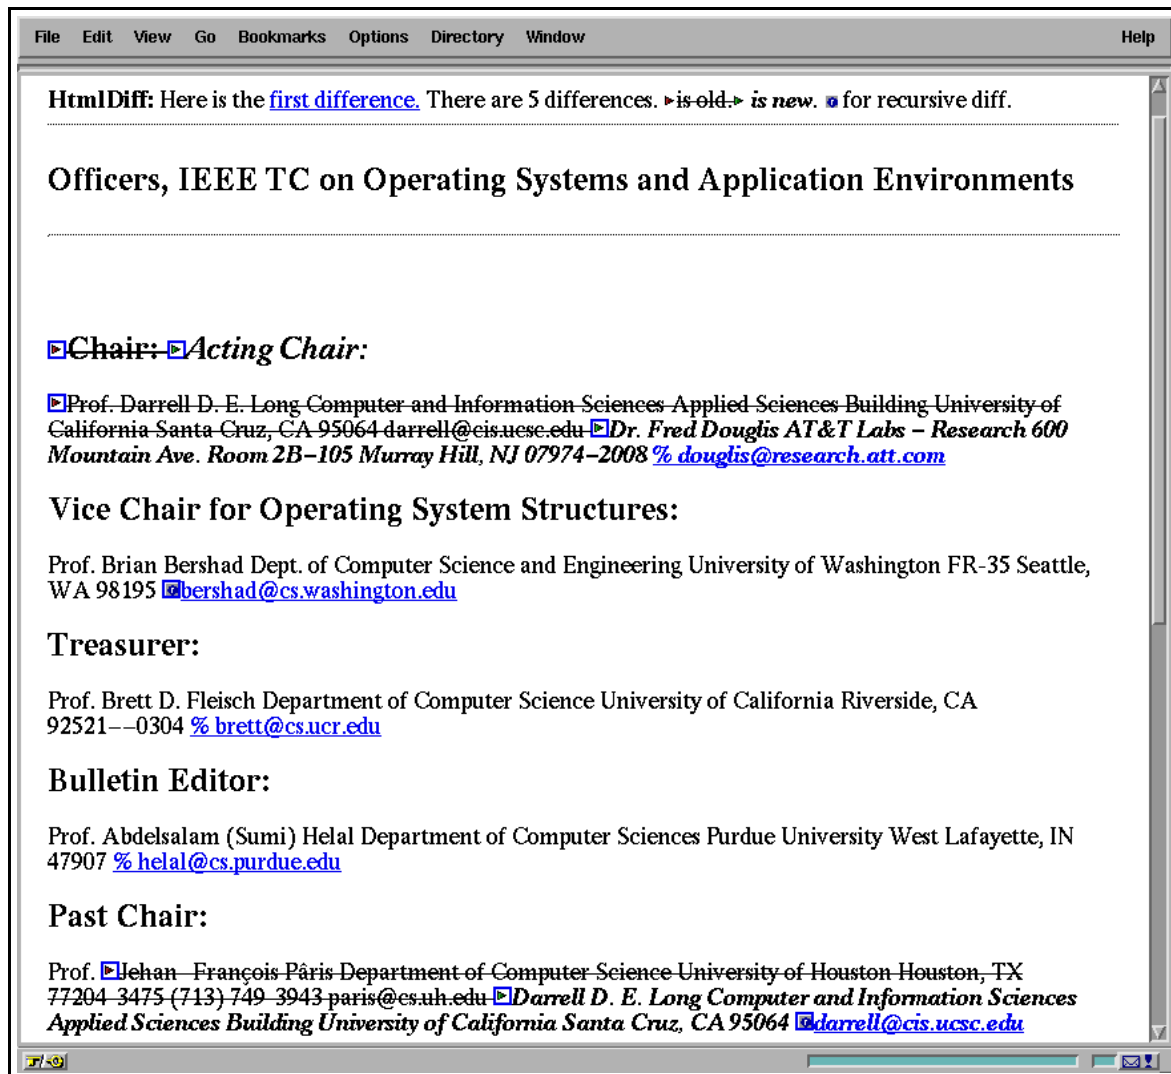 File Edit View Go Bookmarks Options Directory Window Help
HtmlDiff: Here is the first difference. There are 5 differences. is old. is new. for recursive diff.
Officers, IEEE TC on Operating Systems and Application Environments
Chair: Acting Chair:
Prof. Darrell D. E. Long Computer and Information Sciences Applied Sciences Building University of
California Santa Cruz, CA 95064 darrell@cis.ucsc.edu Dr. Fred Douglis AT&T Labs – Research 600
Mountain Ave. Room 2B–105 Murray Hill, NJ 07974–2008 % douglis@research.att.com
Vice Chair for Operating System Structures:
Prof. Brian Bershad Dept. of Computer Science and Engineering University of Washington FR-35 Seattle,
WA 98195 bershad@cs.washington.edu
Treasurer:
Prof. Brett D. Fleisch Department of Computer Science University of California Riverside, CA
92521––0304 % brett@cs.ucr.edu
Bulletin Editor:
Prof. Abdelsalam (Sumi) Helal Department of Computer Sciences Purdue University West Lafayette, IN
47907 % helal@cs.purdue.edu
Past Chair:
Prof. Jehan-François Pâris Department of Computer Science University of Houston Houston, TX
77204-3475 (713) 749-3943 paris@cs.uh.edu Darrell D. E. Long Computer and Information Sciences
Applied Sciences Building University of California Santa Cruz, CA 95064 darrell@cis.ucsc.edu